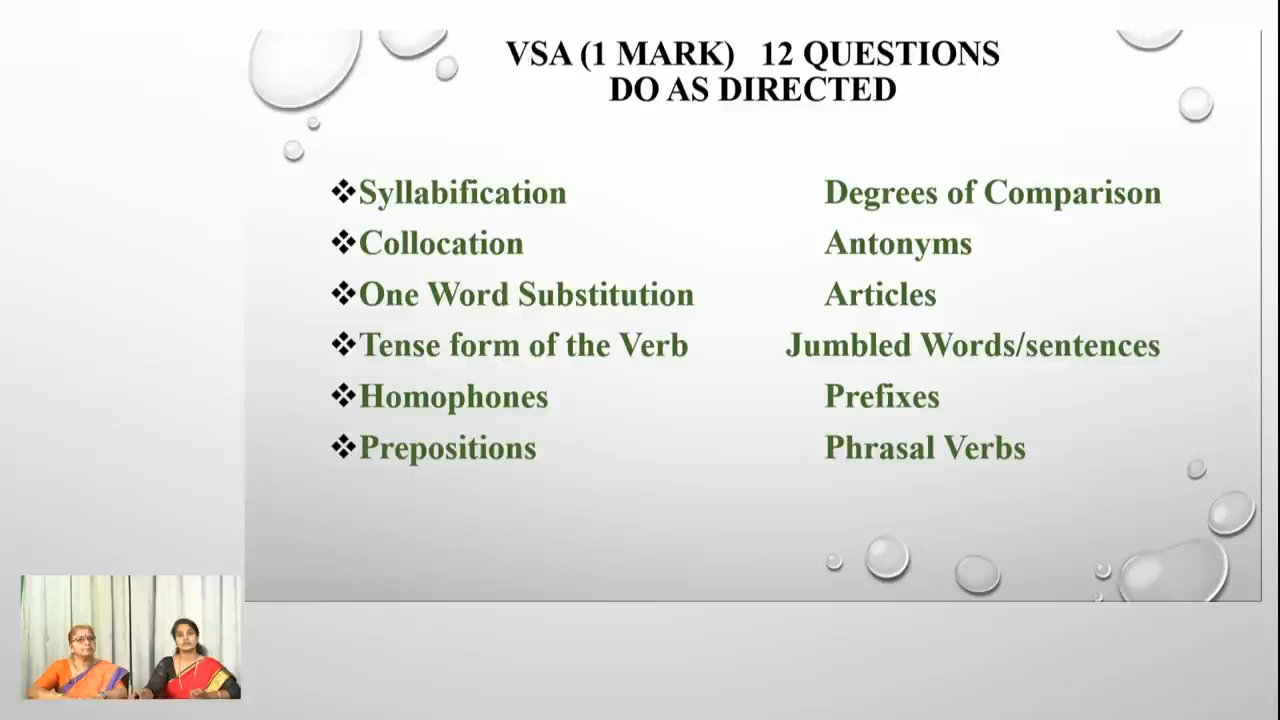 VSA (1 MARK) 12 QUESTIONS
DO AS DIRECTED
❖Syllabification Degrees of Comparison
❖Collocation Antonyms
❖One Word Substitution Articles
❖Tense form of the Verb Jumbled Words/sentences
❖Homophones Prefixes
❖Prepositions Phrasal Verbs